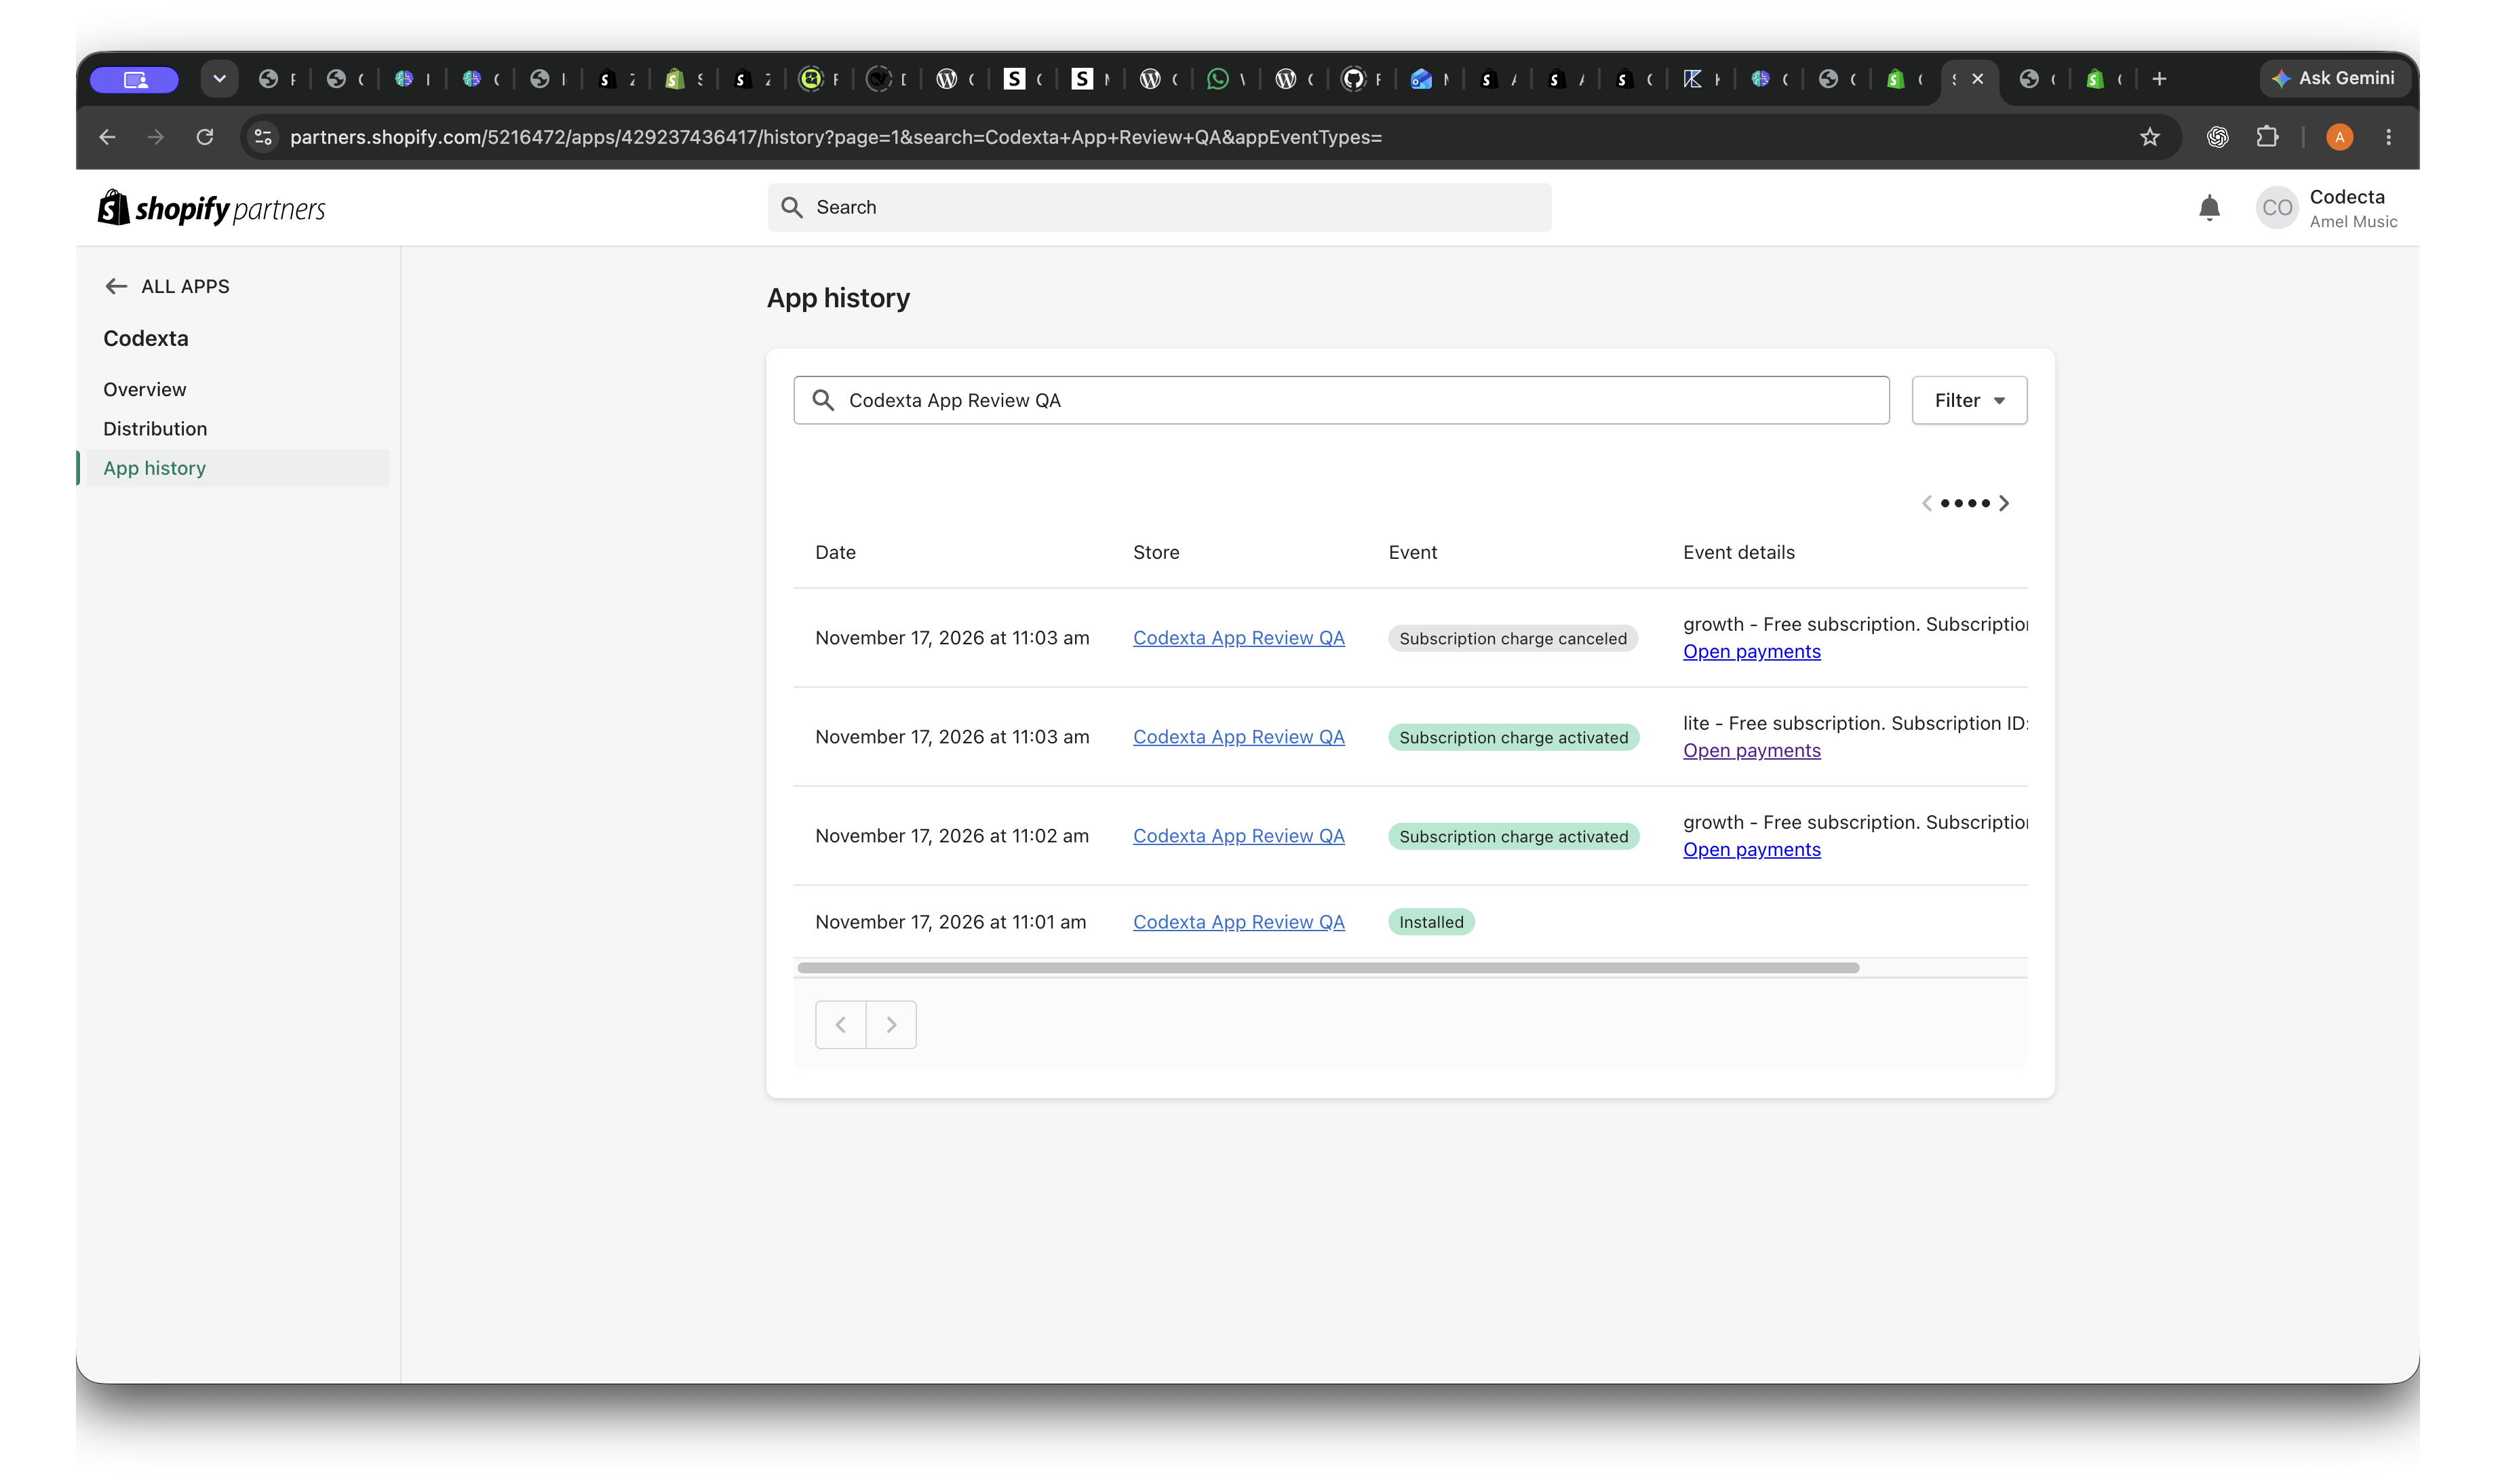 Ask Gemini
partners.shopify.com/5216472/apps/429237436417/history?page=1&search=Codexta+App+Review+QA&appEventTypes=
A
shopify partners
Search
CO
Codecta
Amel Music
ALL APPS
Codexta
Overview
Distribution
App history
App history
Codexta App Review QA
Filter
Date Store Event Event details
November 17, 2026 at 11:03 am Codexta App Review QA Subscription charge canceled growth - Free subscription. Subscription
Open payments
November 17, 2026 at 11:03 am Codexta App Review QA Subscription charge activated lite - Free subscription. Subscription ID:
Open payments
November 17, 2026 at 11:02 am Codexta App Review QA Subscription charge activated growth - Free subscription. Subscription
Open payments
November 17, 2026 at 11:01 am Codexta App Review QA Installed